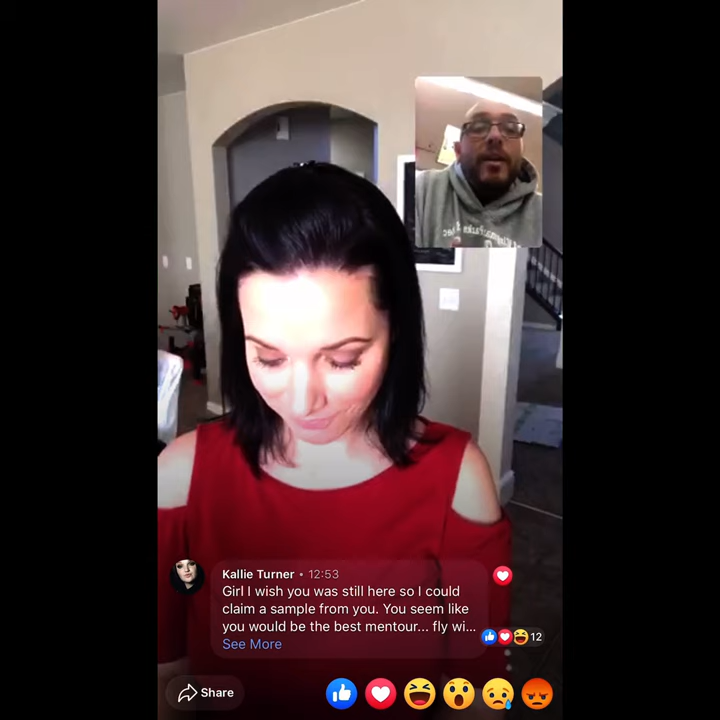 Kallie Turner • 12:53
Girl I wish you was still here so I could
claim a sample from you. You seem like
you would be the best mentour... fly wi...
See More
12
Share